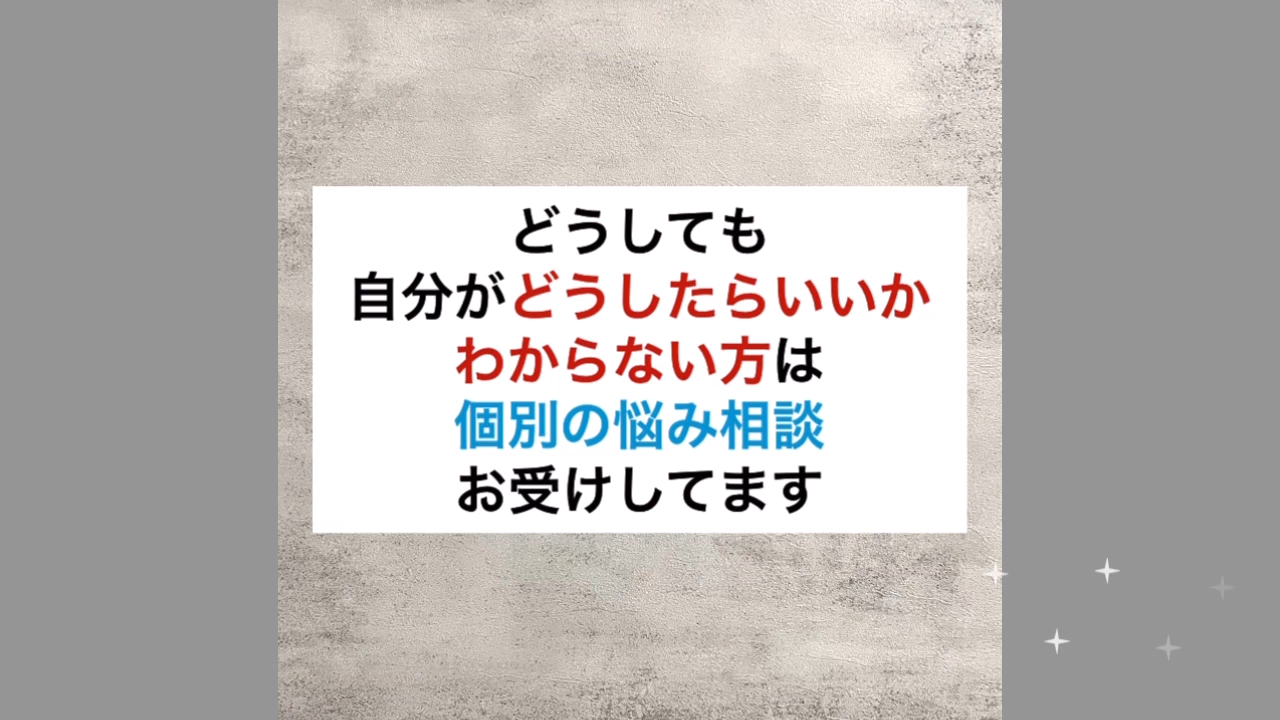 どうしても
自分がどうしたらいいか
わからない方は
個別の悩み相談
お受けしてます